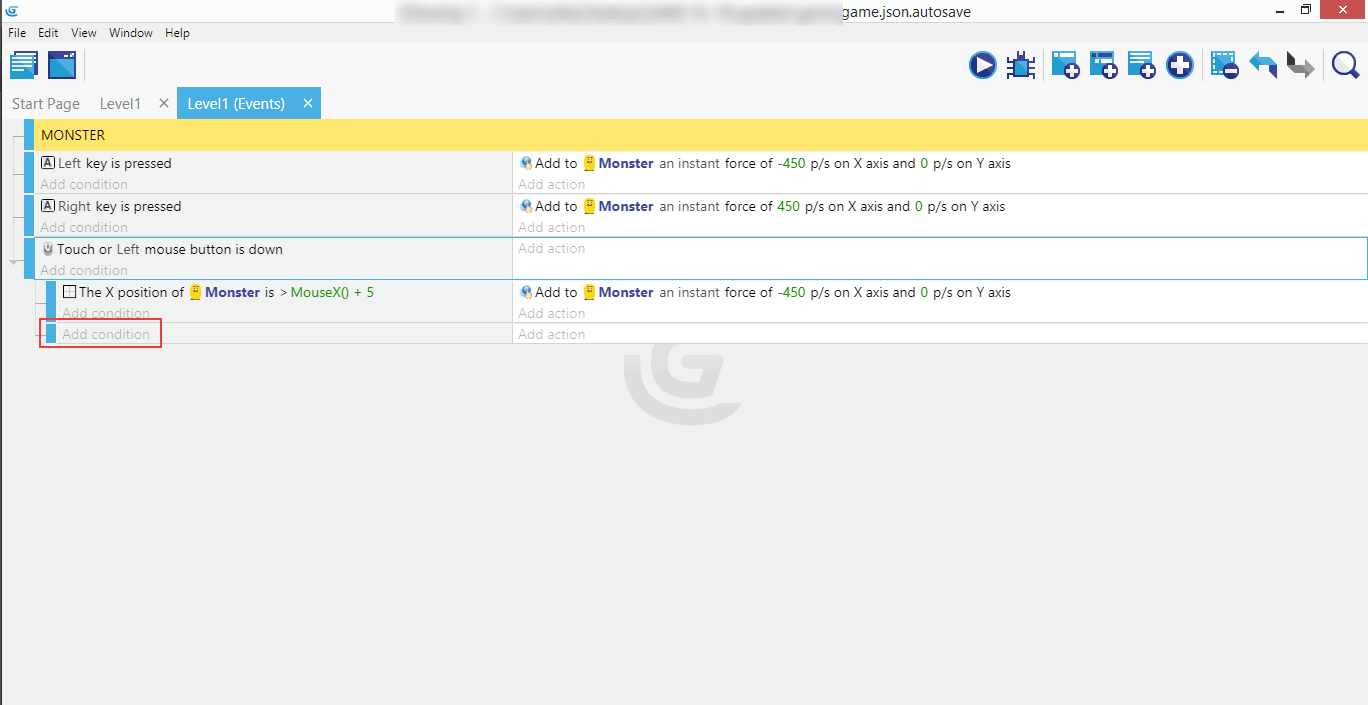 game.json.autosave
File Edit View Window Help
Start Page Level1 × Level1 (Events) ×
MONSTER
Left key is pressed
Add condition
Add to Monster an instant force of -450 p/s on X axis and 0 p/s on Y axis
Add action
Right key is pressed
Add condition
Add to Monster an instant force of 450 p/s on X axis and 0 p/s on Y axis
Add action
Touch or Left mouse button is down
Add condition
Add action
The X position of Monster is > MouseX() + 5
Add condition
Add to Monster an instant force of -450 p/s on X axis and 0 p/s on Y axis
Add action
Add condition
Add action